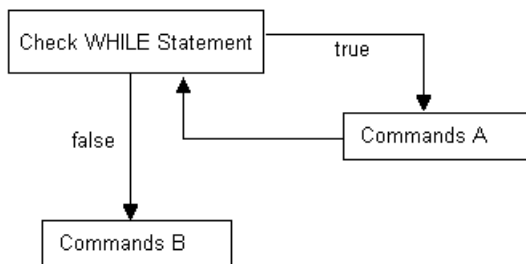 Check WHILE Statement
true
Commands A
false
Commands B